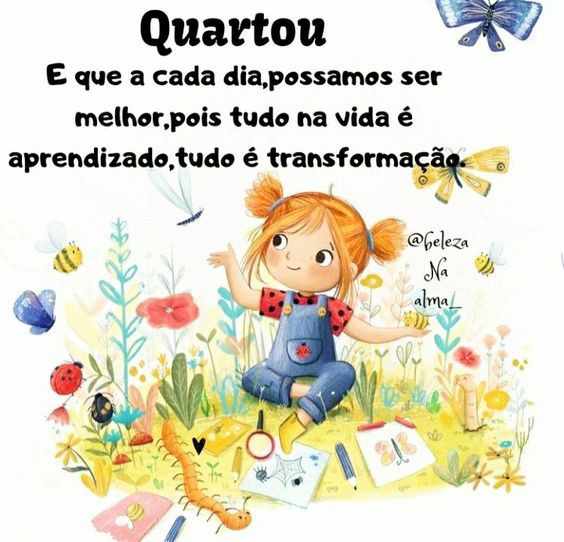 Quartou
E que a cada dia,possamos ser
melhor,pois tudo na vida é
aprendizado,tudo é transformação.
@beleza
Na
alma_